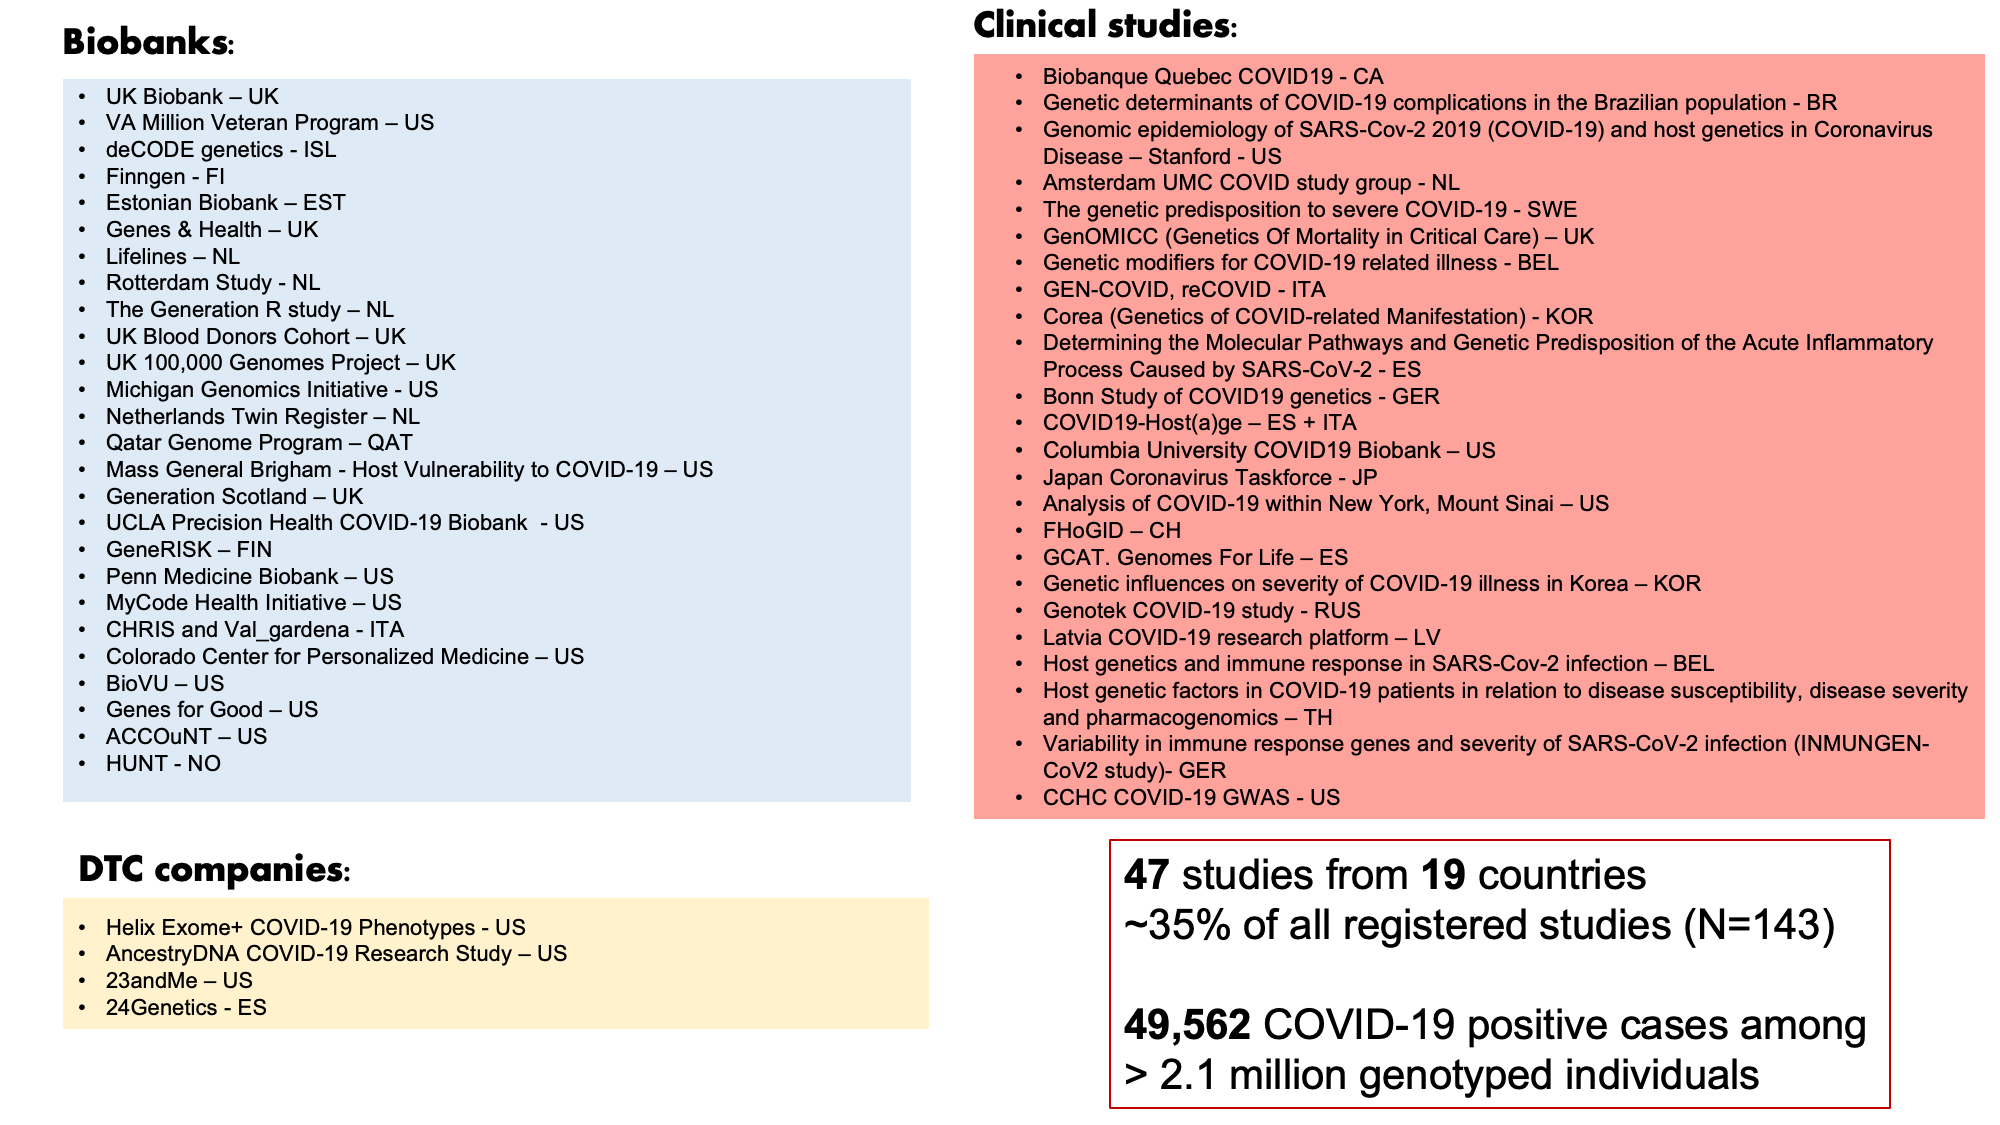 Biobanks:
• UK Biobank – UK
• VA Million Veteran Program – US
• deCODE genetics - ISL
• Finngen - FI
• Estonian Biobank – EST
• Genes & Health – UK
• Lifelines – NL
• Rotterdam Study - NL
• The Generation R study – NL
• UK Blood Donors Cohort – UK
• UK 100,000 Genomes Project – UK
• Michigan Genomics Initiative - US
• Netherlands Twin Register – NL
• Qatar Genome Program – QAT
• Mass General Brigham - Host Vulnerability to COVID-19 – US
• Generation Scotland – UK
• UCLA Precision Health COVID-19 Biobank  - US
• GeneRISK – FIN
• Penn Medicine Biobank – US
• MyCode Health Initiative – US
• CHRIS and Val_gardena - ITA
• Colorado Center for Personalized Medicine – US
• BioVU – US
• Genes for Good – US
• ACCOuNT – US
• HUNT - NO
DTC companies:
• Helix Exome+ COVID-19 Phenotypes - US
• AncestryDNA COVID-19 Research Study – US
• 23andMe – US
• 24Genetics - ES
Clinical studies:
• Biobanque Quebec COVID19 - CA
• Genetic determinants of COVID-19 complications in the Brazilian population - BR
• Genomic epidemiology of SARS-Cov-2 2019 (COVID-19) and host genetics in Coronavirus
Disease – Stanford - US
• Amsterdam UMC COVID study group - NL
• The genetic predisposition to severe COVID-19 - SWE
• GenOMICC (Genetics Of Mortality in Critical Care) – UK
• Genetic modifiers for COVID-19 related illness - BEL
• GEN-COVID, reCOVID - ITA
• Corea (Genetics of COVID-related Manifestation) - KOR
• Determining the Molecular Pathways and Genetic Predisposition of the Acute Inflammatory
Process Caused by SARS-CoV-2 - ES
• Bonn Study of COVID19 genetics - GER
• COVID19-Host(a)ge – ES + ITA
• Columbia University COVID19 Biobank – US
• Japan Coronavirus Taskforce - JP
• Analysis of COVID-19 within New York, Mount Sinai – US
• FHoGID – CH
• GCAT. Genomes For Life – ES
• Genetic influences on severity of COVID-19 illness in Korea – KOR
• Genotek COVID-19 study - RUS
• Latvia COVID-19 research platform – LV
• Host genetics and immune response in SARS-Cov-2 infection – BEL
• Host genetic factors in COVID-19 patients in relation to disease susceptibility, disease severity
and pharmacogenomics – TH
• Variability in immune response genes and severity of SARS-CoV-2 infection (INMUNGEN-
CoV2 study)- GER
• CCHC COVID-19 GWAS - US
47 studies from 19 countries
~35% of all registered studies (N=143)
49,562 COVID-19 positive cases among
> 2.1 million genotyped individuals